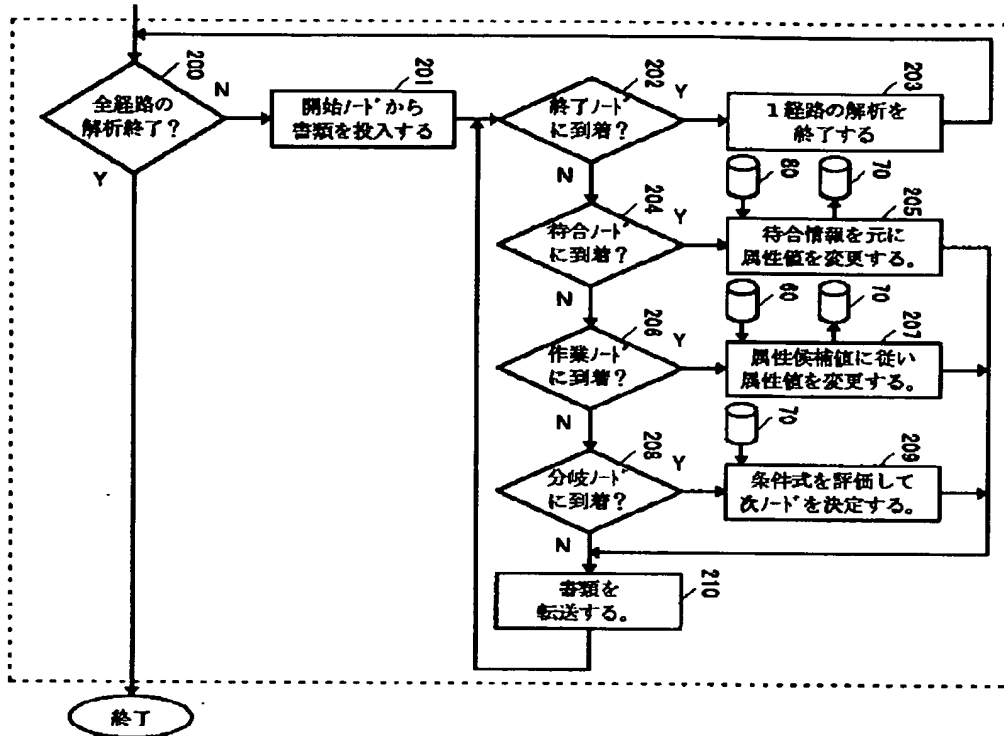 200
全経路の
解析終了?
N
Y
201
開始ノードから
書類を投入する
202
終了ノード
に到着?
Y
N
203
1経路の解析を
終了する
204
待合ノード
に到着?
Y
N
80
70
205
待合情報を元に
属性値を変更する。
206
作業ノード
に到着?
Y
N
60
70
207
属性候補値に従い
属性値を変更する。
208
分岐ノード
に到着?
Y
N
70
209
条件式を評価して
次ノードを決定する。
210
書類を
転送する。
終了